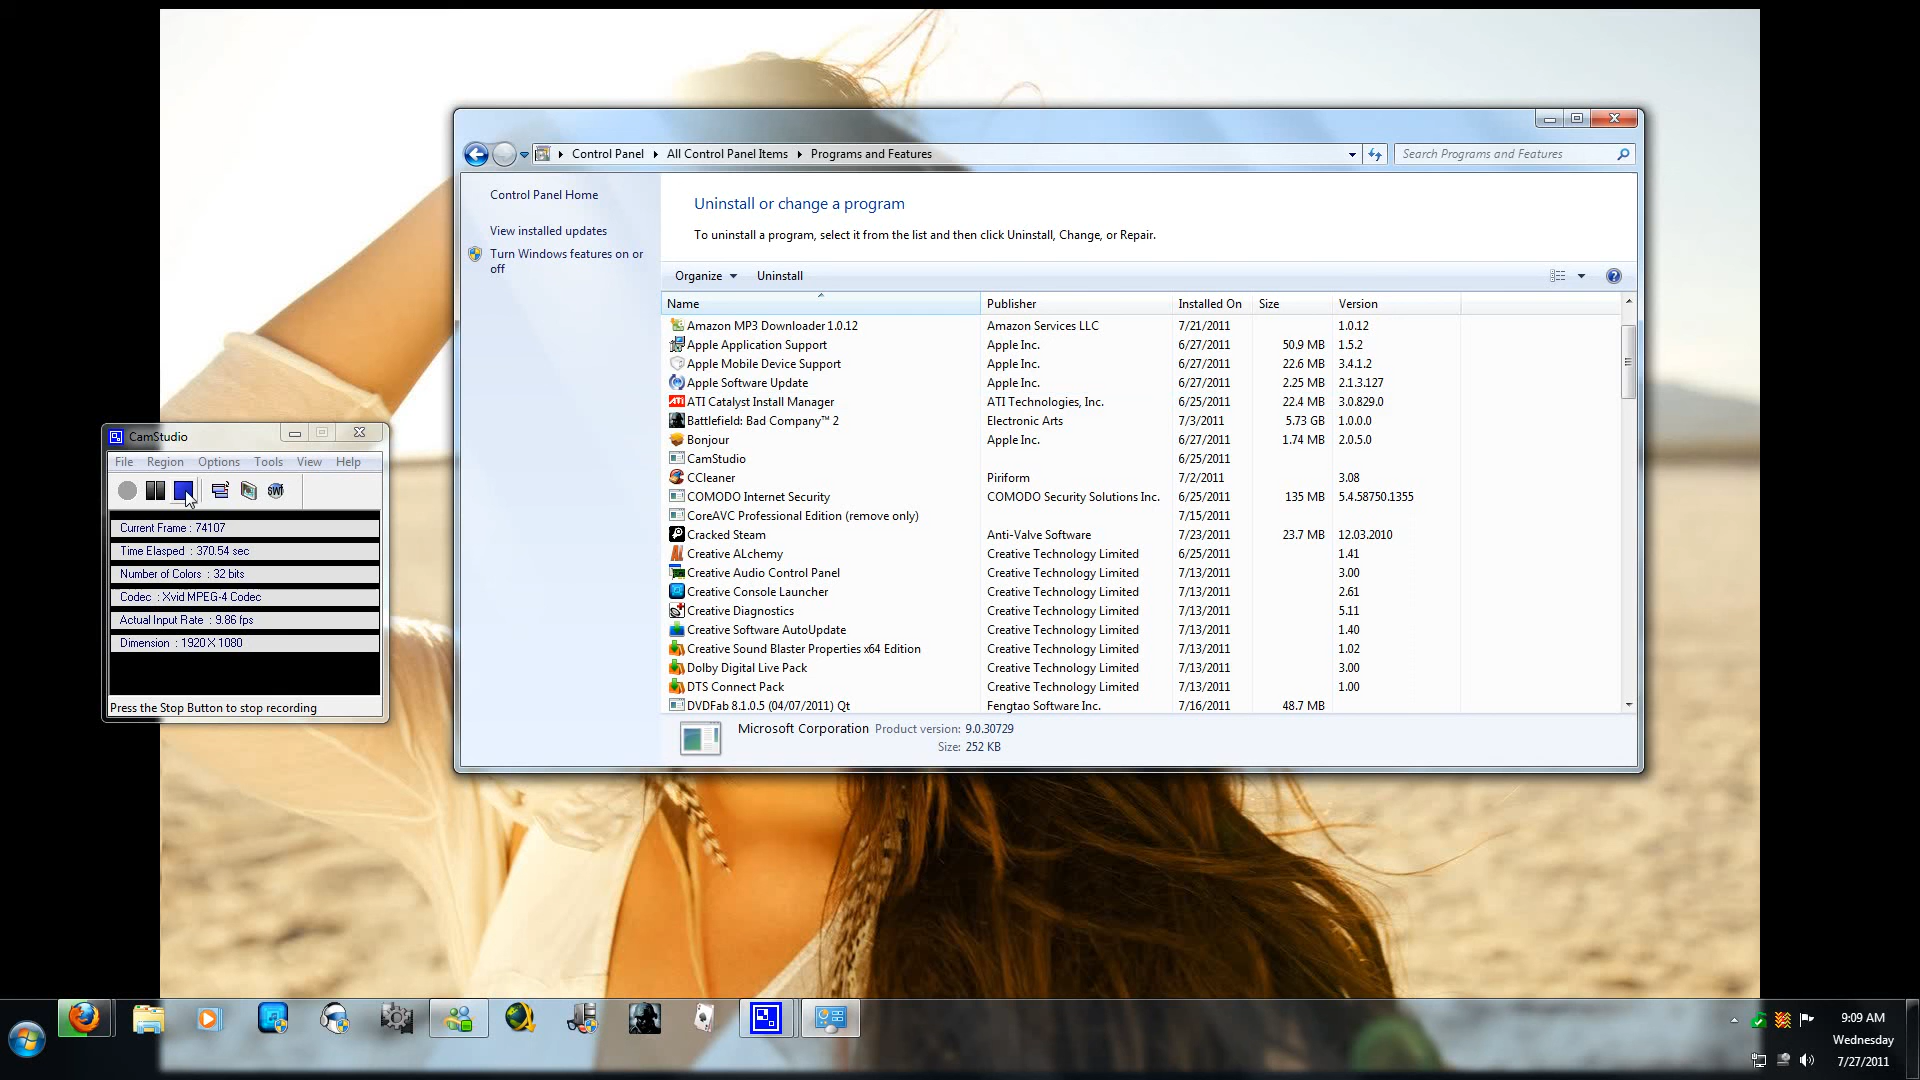 Control Panel
All Control Panel Items
Programs and Features
Search Programs and Features
Control Panel Home
View installed updates
Turn Windows features on or
off
Uninstall or change a program
To uninstall a program, select it from the list and then click Uninstall, Change, or Repair.
Organize
Uninstall
Name Publisher Installed On Size Version
Amazon MP3 Downloader 1.0.12 Amazon Services LLC 7/21/2011 1.0.12
Apple Application Support Apple Inc. 6/27/2011 50.9 MB 1.5.2
Apple Mobile Device Support Apple Inc. 6/27/2011 22.6 MB 3.4.1.2
Apple Software Update Apple Inc. 6/27/2011 2.25 MB 2.1.3.127
ATI Catalyst Install Manager ATI Technologies, Inc. 6/25/2011 22.4 MB 3.0.829.0
Battlefield: Bad Company™ 2 Electronic Arts 7/3/2011 5.73 GB 1.0.0.0
Bonjour Apple Inc. 6/27/2011 1.74 MB 2.0.5.0
CamStudio 6/25/2011
CCleaner Piriform 7/2/2011 3.08
COMODO Internet Security COMODO Security Solutions Inc. 6/25/2011 135 MB 5.4.58750.1355
CoreAVC Professional Edition (remove only) 7/15/2011
Cracked Steam Anti-Valve Software 7/23/2011 23.7 MB 12.03.2010
Creative ALchemy Creative Technology Limited 6/25/2011 1.41
Creative Audio Control Panel Creative Technology Limited 7/13/2011 3.00
Creative Console Launcher Creative Technology Limited 7/13/2011 2.61
Creative Diagnostics Creative Technology Limited 7/13/2011 5.11
Creative Software AutoUpdate Creative Technology Limited 7/13/2011 1.40
Creative Sound Blaster Properties x64 Edition Creative Technology Limited 7/13/2011 1.02
Dolby Digital Live Pack Creative Technology Limited 7/13/2011 3.00
DTS Connect Pack Creative Technology Limited 7/13/2011 1.00
DVDFab 8.1.0.5 (04/07/2011) Qt Fengtao Software Inc. 7/16/2011 48.7 MB
Microsoft Corporation Product version: 9.0.30729
Size: 252 KB
CamStudio
File Region Options Tools View Help
SWF
Current Frame : 74107
Time Elasped : 370.54 sec
Number of Colors : 32 bits
Codec : Xvid MPEG-4 Codec
Actual Input Rate : 9.86 fps
Dimension : 1920 X 1080
Press the Stop Button to stop recording
9:09 AM
Wednesday
7/27/2011